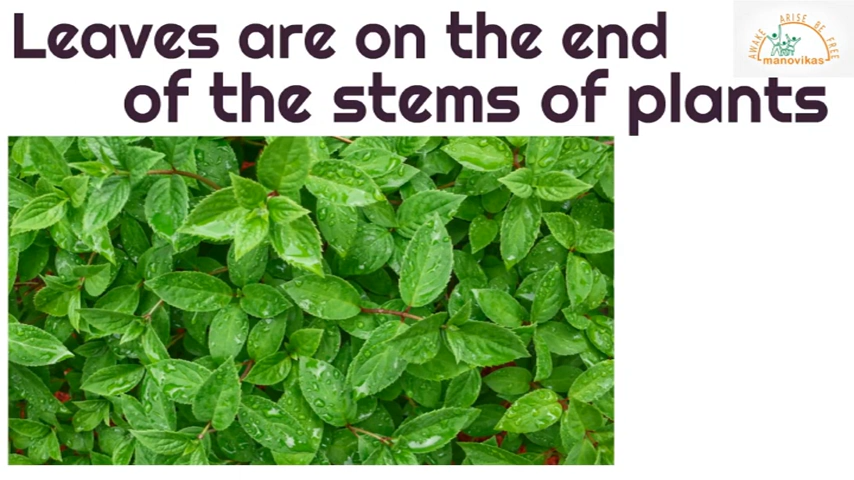 Leaves are on the end
of the stems of plants
AWAKE ARISE BE FREE
manovikas